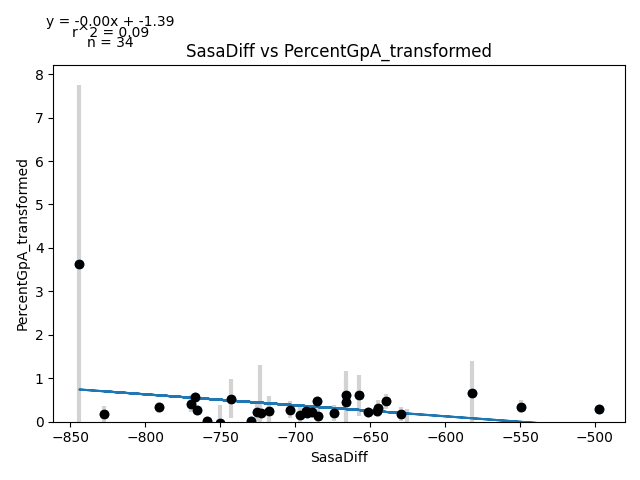 y = -0.00x + -1.39
r^2 = 0.09
n = 34
SasaDiff vs PercentGpA_transformed
8
7
6
5
4
3
2
1
0
PercentGpA_transformed
−850 −800 −750 −700 −650 −600 −550 −500
SasaDiff